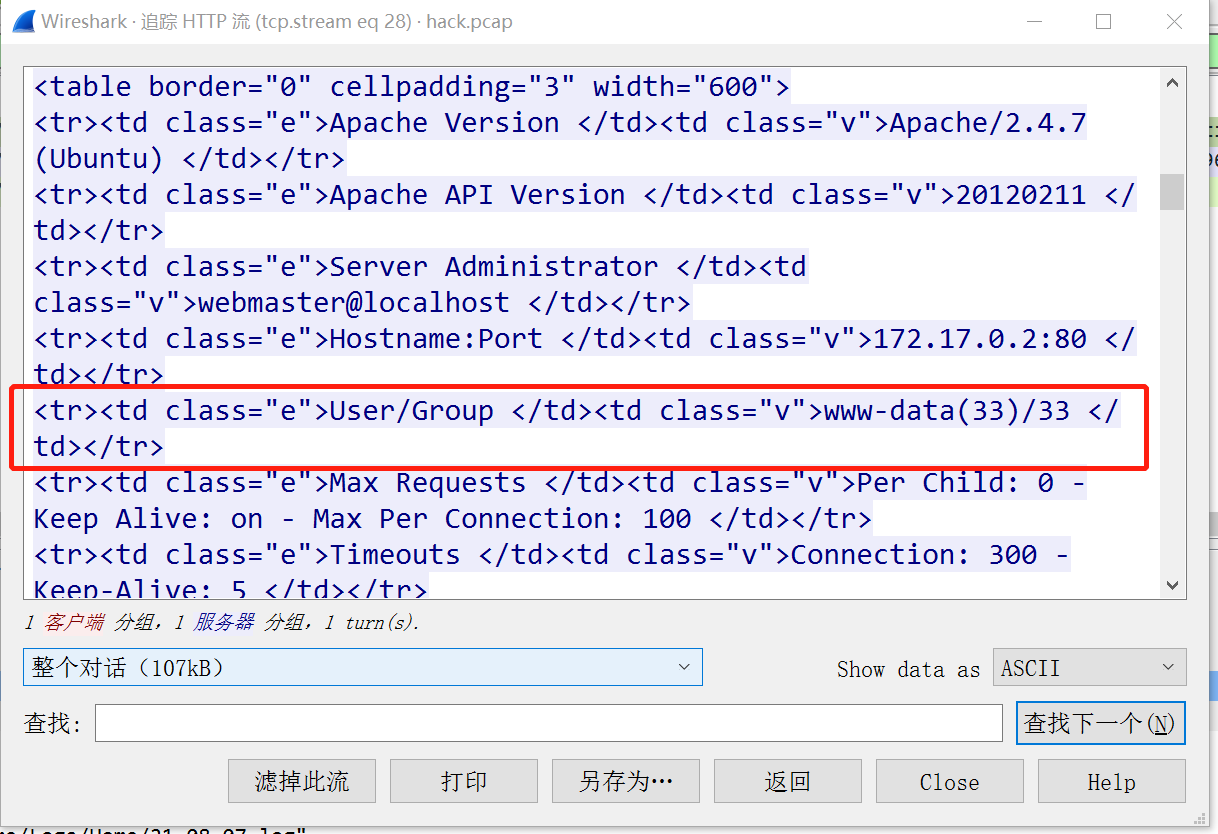 Wireshark · 追踪 HTTP 流 (tcp.stream eq 28) · hack.pcap
<table border="0" cellpadding="3" width="600">
<tr><td class="e">Apache Version </td><td class="v">Apache/2.4.7
(Ubuntu) </td></tr>
<tr><td class="e">Apache API Version </td><td class="v">20120211 </
td></tr>
<tr><td class="e">Server Administrator </td><td
class="v">webmaster@localhost </td></tr>
<tr><td class="e">Hostname:Port </td><td class="v">172.17.0.2:80 </
td></tr>
<tr><td class="e">User/Group </td><td class="v">www-data(33)/33 </
td></tr>
<tr><td class="e">Max Requests </td><td class="v">Per Child: 0 -
Keep Alive: on - Max Per Connection: 100 </td></tr>
<tr><td class="e">Timeouts </td><td class="v">Connection: 300 -
Keep-Alive: 5 </td></tr>
1 客户端 分组，1 服务器 分组，1 turn(s).
整个对话（107kB）
Show data as ASCII
查找:
查找下一个(N)
滤掉此流 打印 另存为… 返回 Close Help